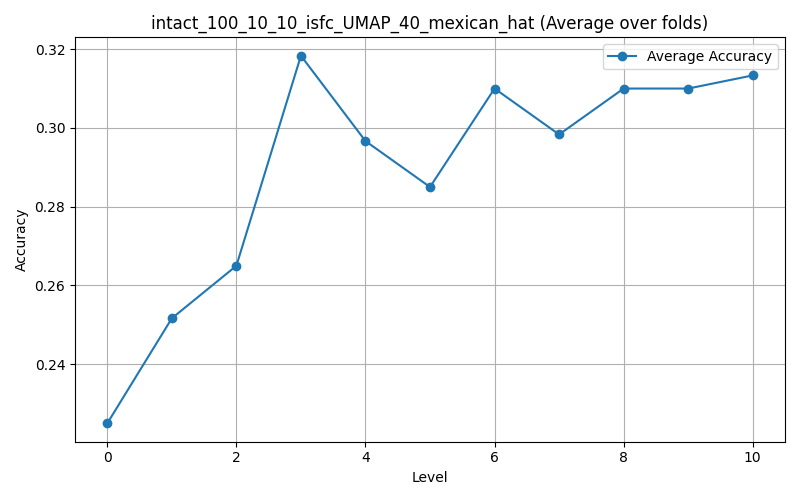 intact_100_10_10_isfc_UMAP_40_mexican_hat (Average over folds)
Average Accuracy
0.32
0.30
0.28
0.26
0.24
Accuracy
0 2 4 6 8 10
Level